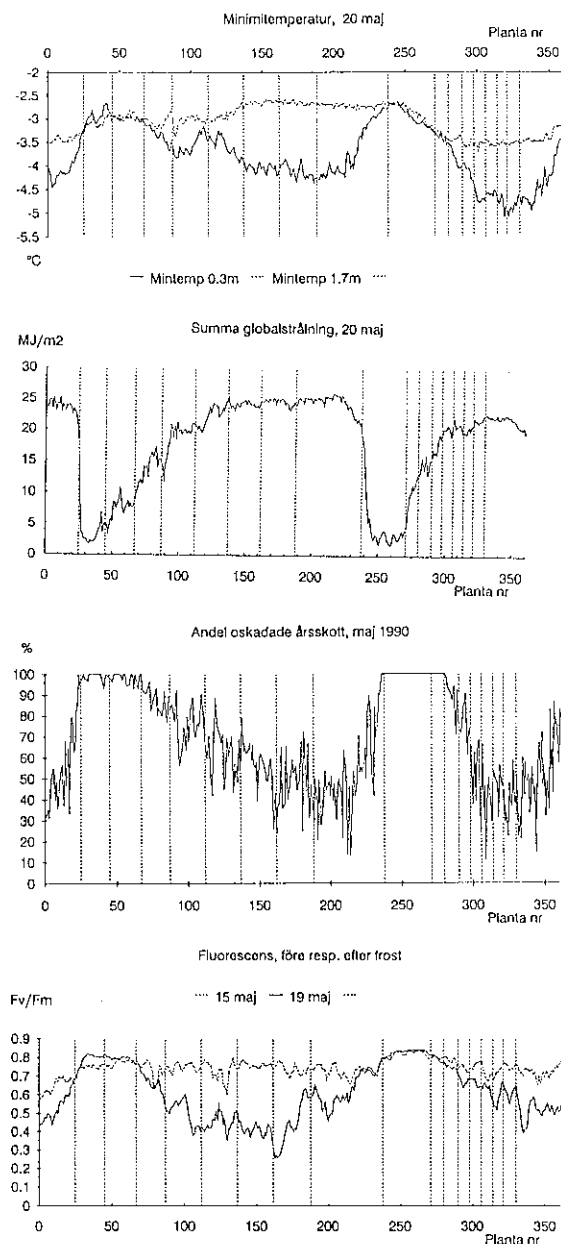 Minimitemperatur, 20 maj
Planta nr
0 50 100 150 200 250 300 350
-2
-2.5
-3
-3.5
-4
-4.5
-5
-5.5
°C
Mintemp 0.3m Mintemp 1.7m
Summa globalstrålning, 20 maj
MJ/m2
30
25
20
15
10
5
0
0 50 100 150 200 250 300 350
Planta nr
Andel oskadade årsskott, maj 1990
%
100
90
80
70
60
50
40
30
20
10
0
0 50 100 150 200 250 300 350
Planta nr
Fluorescens, före resp. efter frost
Fv/Fm
15 maj 19 maj
0.9
0.8
0.7
0.6
0.5
0.4
0.3
0.2
0.1
0
0 50 100 150 200 250 300 350
Planta nr